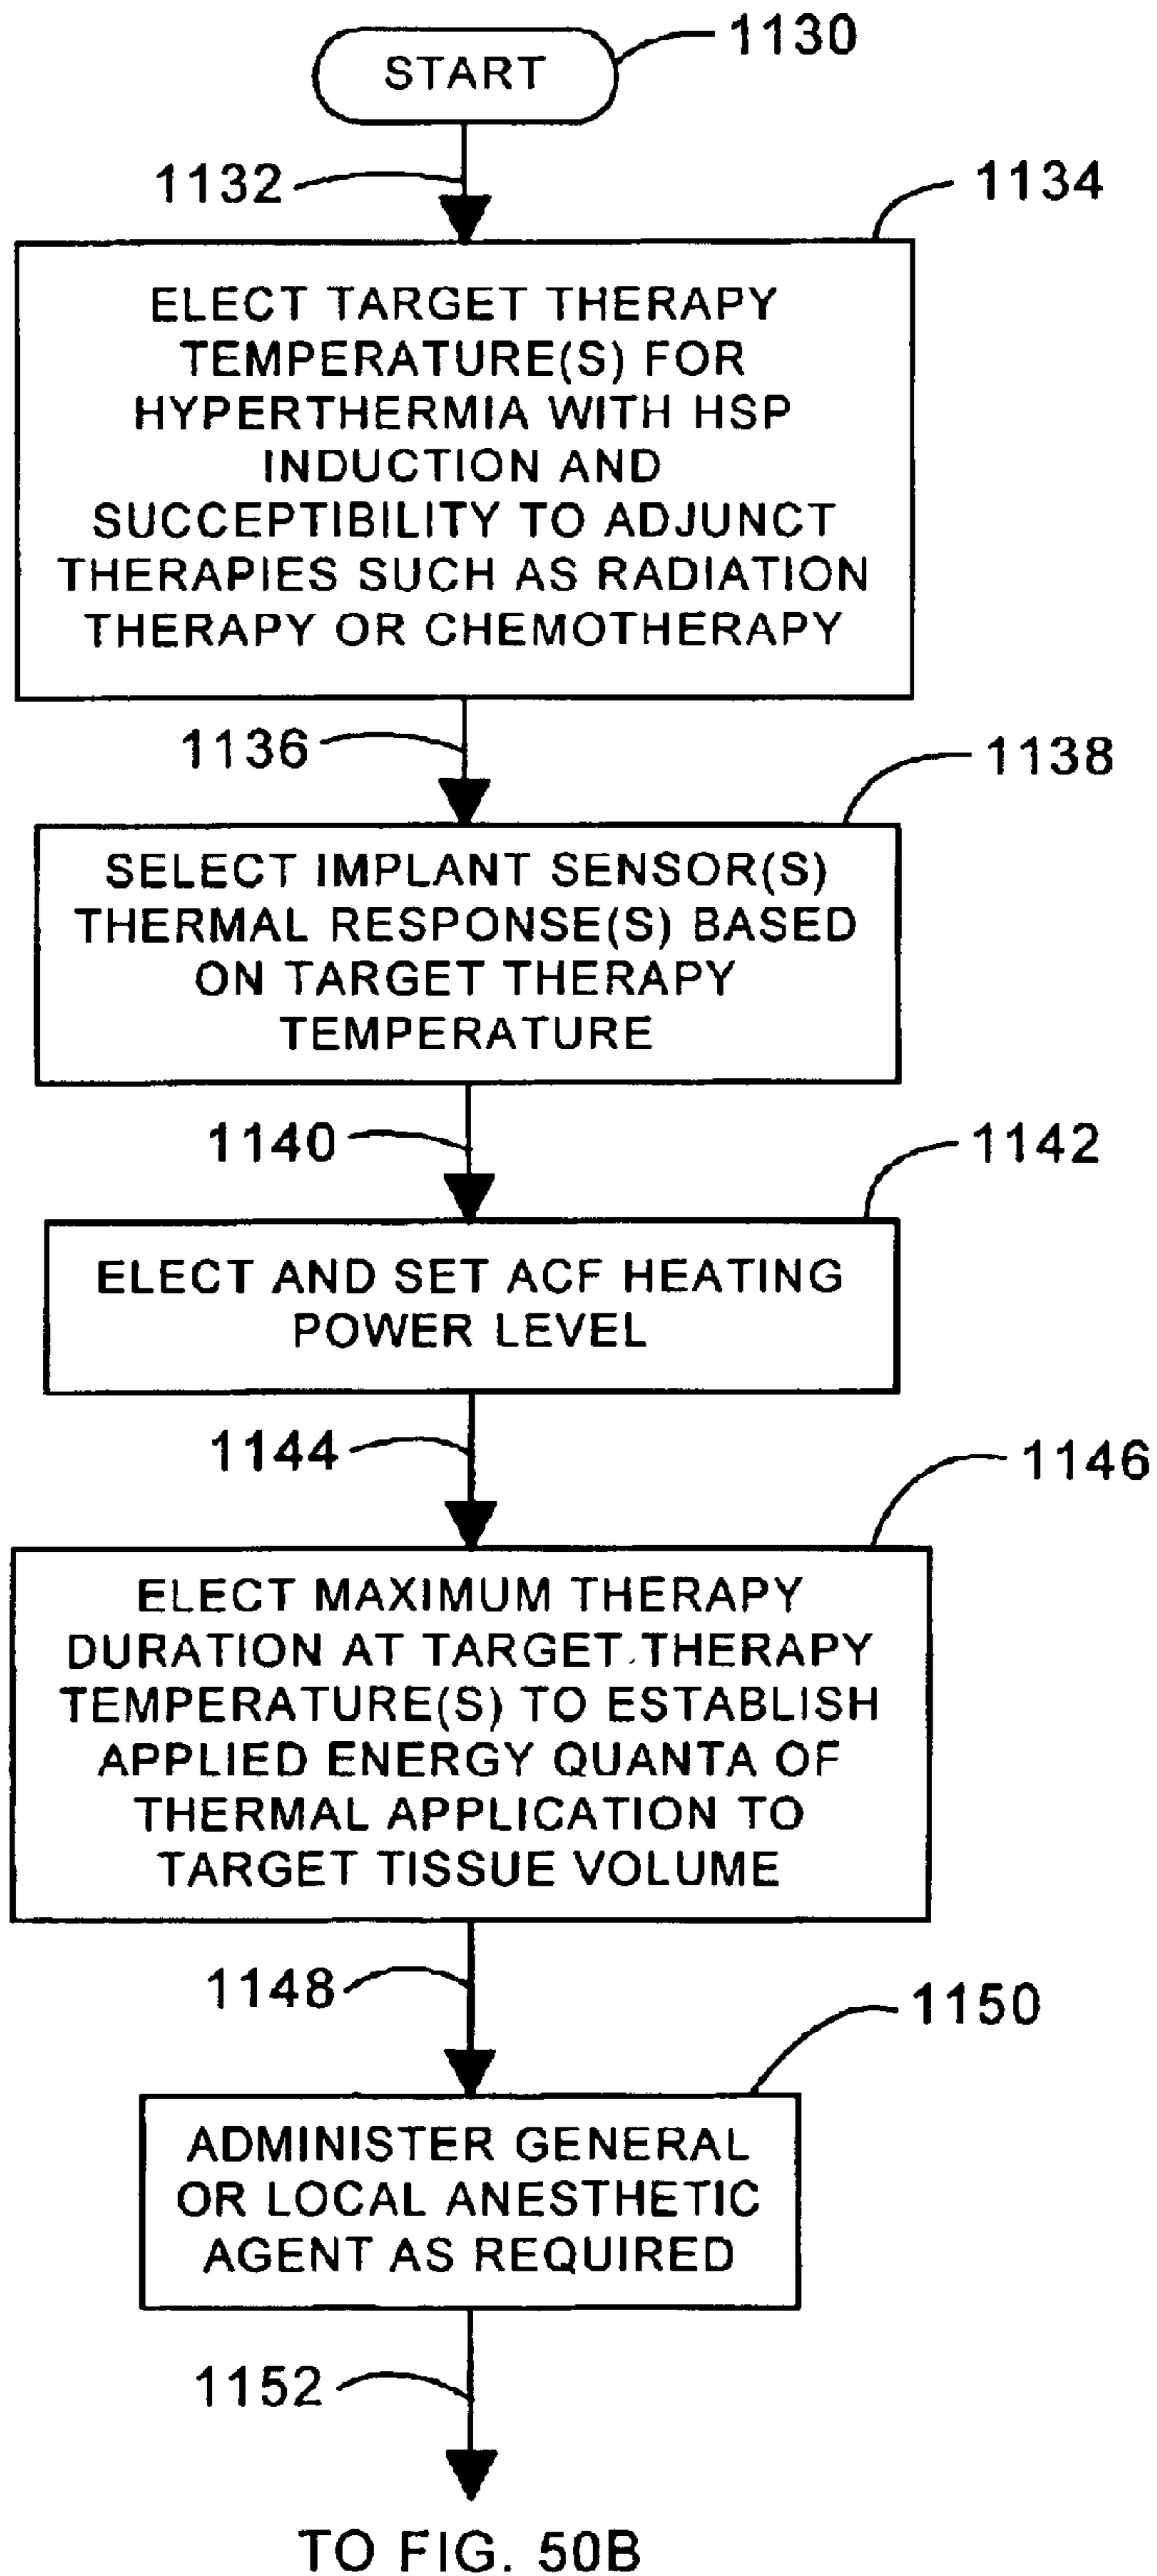 START
1130
1132
1134
ELECT TARGET THERAPY
TEMPERATURE(S) FOR
HYPERTHERMIA WITH HSP
INDUCTION AND
SUCCEPTIBILITY TO ADJUNCT
THERAPIES SUCH AS RADIATION
THERAPY OR CHEMOTHERAPY
1136
1138
SELECT IMPLANT SENSOR(S)
THERMAL RESPONSE(S) BASED
ON TARGET THERAPY
TEMPERATURE
1140
1142
ELECT AND SET ACF HEATING
POWER LEVEL
1144
1146
ELECT MAXIMUM THERAPY
DURATION AT TARGET THERAPY
TEMPERATURE(S) TO ESTABLISH
APPLIED ENERGY QUANTA OF
THERMAL APPLICATION TO
TARGET TISSUE VOLUME
1148
1150
ADMINISTER GENERAL
OR LOCAL ANESTHETIC
AGENT AS REQUIRED
1152
TO FIG. 50B